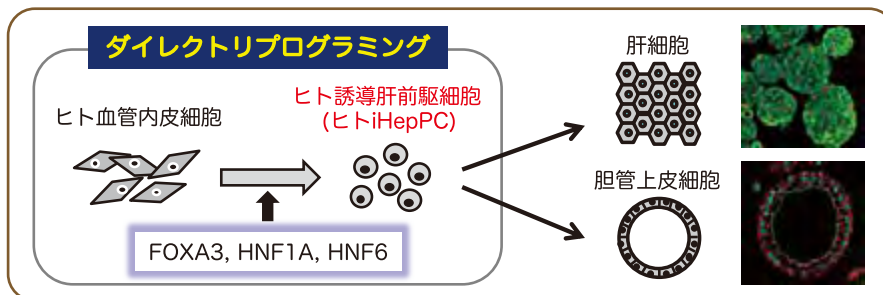 ダイレクトリプログラミング
ヒト血管内皮細胞
ヒト誘導肝前駆細胞
(ヒトiHepPC)
FOXA3, HNF1A, HNF6
肝細胞
胆管上皮細胞